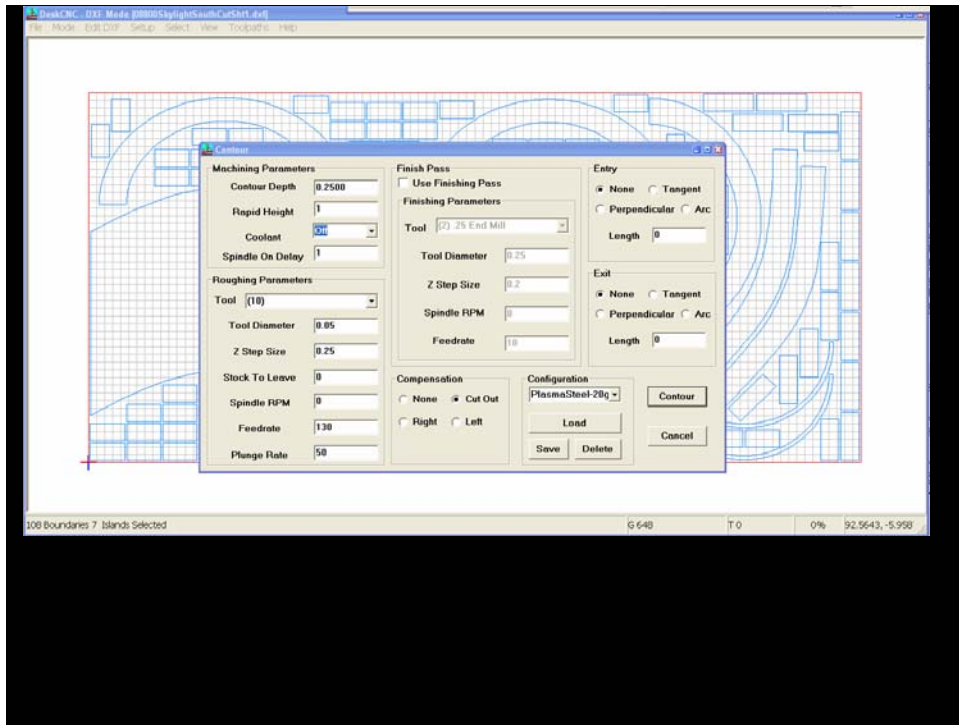 DeskCNC - DXF Mode [08800SkylightSouthCutSht1.dxf]
File Mode Edit DXF Setup Select View Toolpaths Help
Contour
Machining Parameters
Contour Depth 0.2500
Rapid Height 1
Coolant Off
Spindle On Delay 1
Roughing Parameters
Tool (10)
Tool Diameter 0.05
Z Step Size 0.25
Stock To Leave 0
Spindle RPM 0
Feedrate 130
Plunge Rate 50
Finish Pass
Use Finishing Pass
Finishing Parameters
Tool (2) .25 End Mill
Tool Diameter 0.25
Z Step Size 0.2
Spindle RPM 0
Feedrate 10
Compensation
None Cut Out
Right Left
Entry
None Tangent
Perpendicular Arc
Length 0
Exit
None Tangent
Perpendicular Arc
Length 0
Configuration
PlasmaSteel-20g
Load
Save Delete
Contour
Cancel
108 Boundaries 7 Islands Selected G 648 T 0 0% 92.5643, -5.958